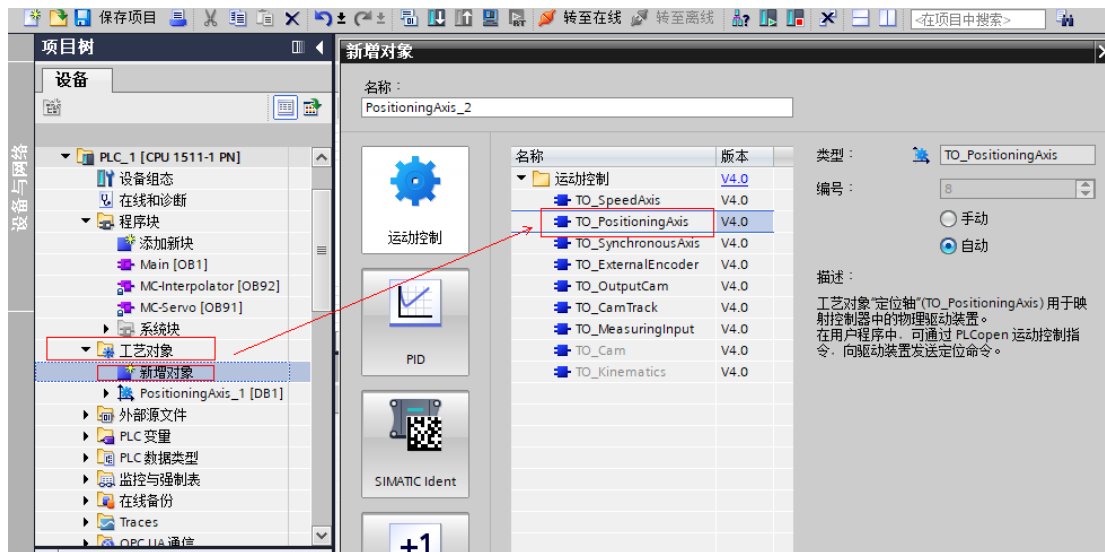 保存项目
转至在线
转至离线
<在项目中搜索>
项目树
设备
设备与网络
PLC_1 [CPU 1511-1 PN]
设备组态
在线和诊断
程序块
添加新块
Main [OB1]
MC-Interpolator [OB92]
MC-Servo [OB91]
系统块
工艺对象
新增对象
PositioningAxis_1 [DB1]
外部源文件
PLC 变量
PLC 数据类型
监控与强制表
在线备份
Traces
OPC UA 通信
新增对象
名称：
PositioningAxis_2
运动控制
PID
SIMATIC Ident
+1
名称 版本
运动控制 V4.0
TO_SpeedAxis V4.0
TO_PositioningAxis V4.0
TO_SynchronousAxis V4.0
TO_ExternalEncoder V4.0
TO_OutputCam V4.0
TO_CamTrack V4.0
TO_MeasuringInput V4.0
TO_Cam V4.0
TO_Kinematics V4.0
类型： TO_PositioningAxis
编号： 8
手动
自动
描述：
工艺对象“定位轴”(TO_PositioningAxis) 用于映
射控制器中的物理驱动装置。
在用户程序中，可通过 PLCopen 运动控制指
令，向驱动装置发送定位命令。